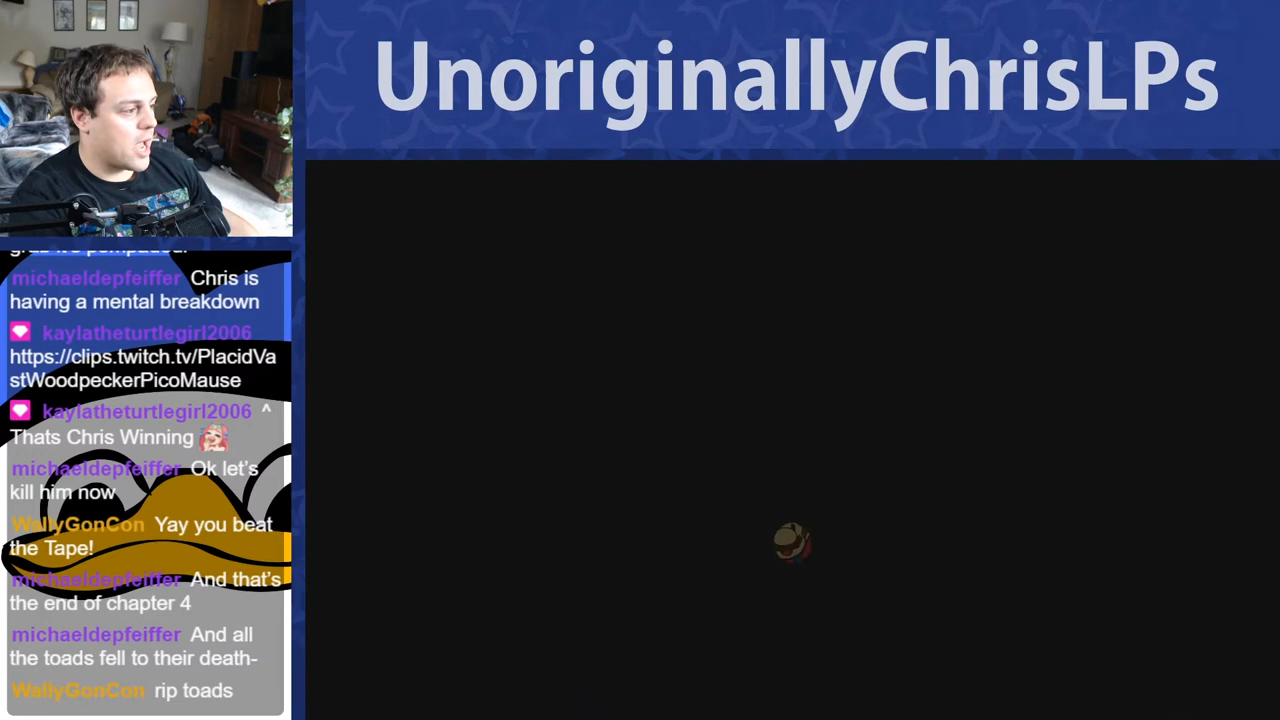 UnoriginallyChrisLPs
michaeldepfeiffer Chris is
having a mental breakdown
kaylatheturtlegirl2006
https://clips.twitch.tv/PlacidVa
stWoodpeckerPicoMause
kaylatheturtlegirl2006 ^
Thats Chris Winning
michaeldepfeiffer Ok let's
kill him now
WallyGonCon Yay you beat
the Tape!
michaeldepfeiffer And that's
the end of chapter 4
michaeldepfeiffer And all
the toads fell to their death-
WallyGonCon rip toads